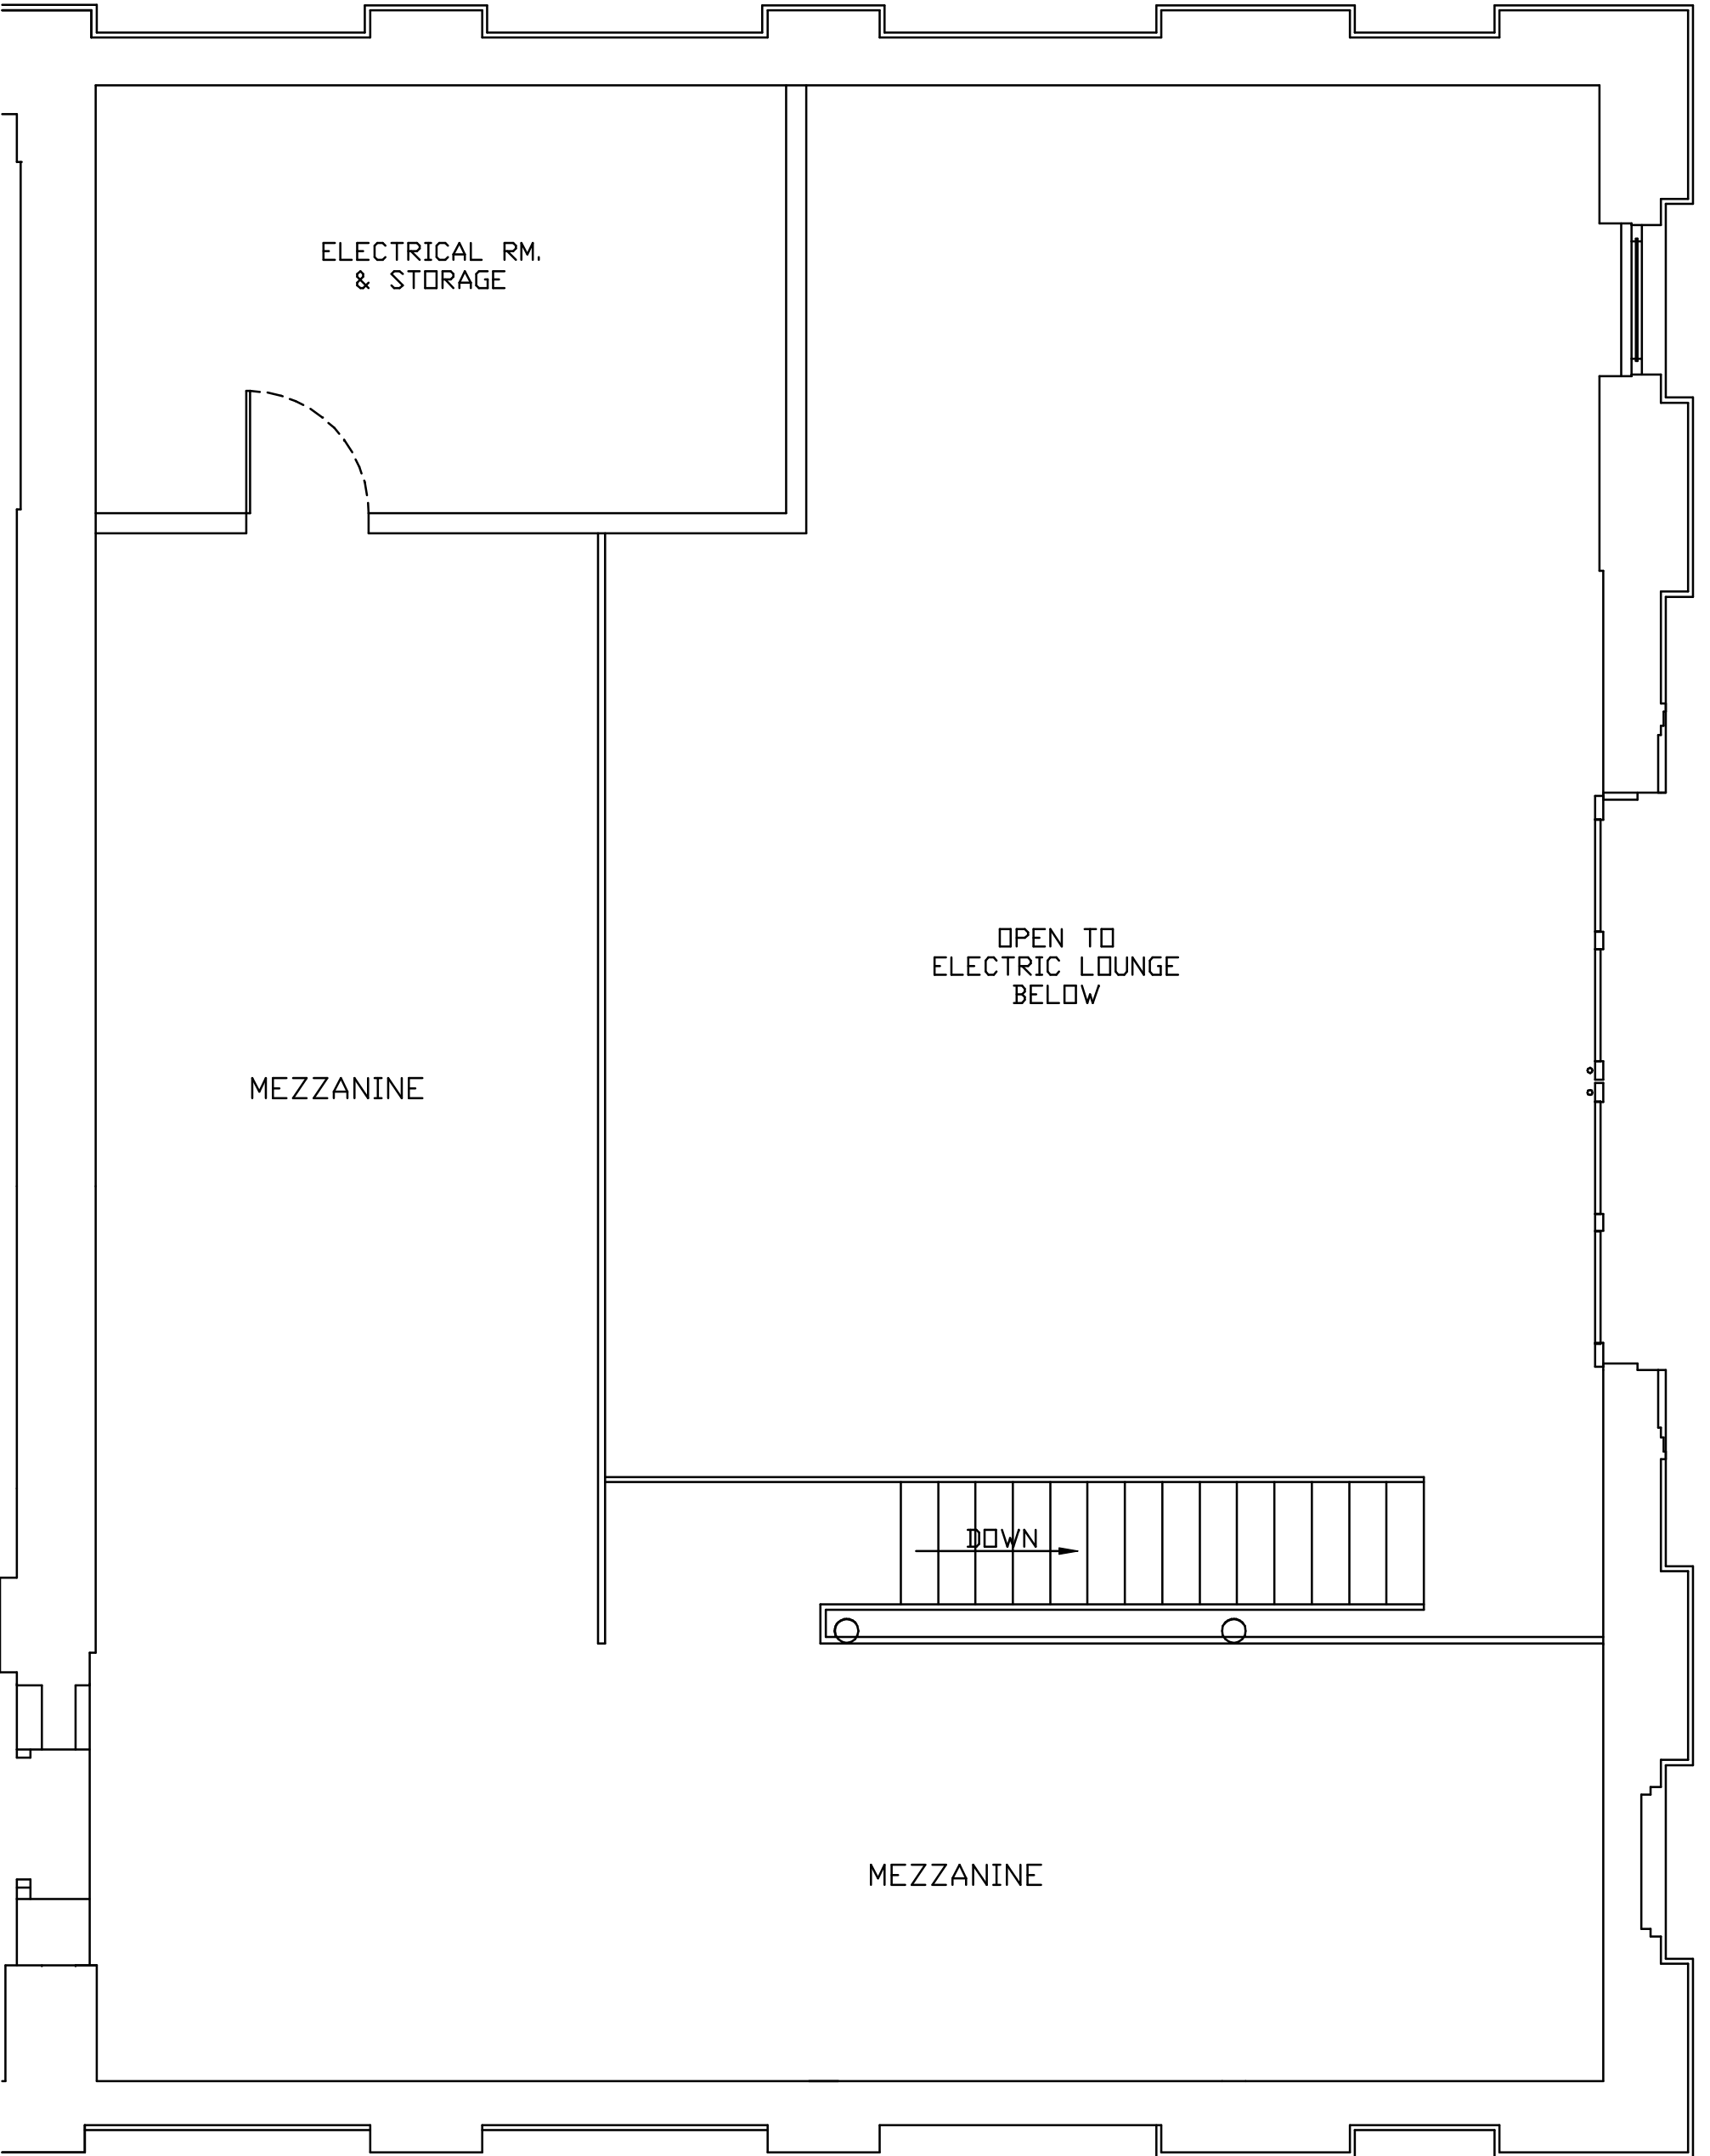 ELECTRICAL RM.
& STORAGE
OPEN TO
ELECTRIC LOUNGE
BELOW
MEZZANINE
DOWN
MEZZANINE